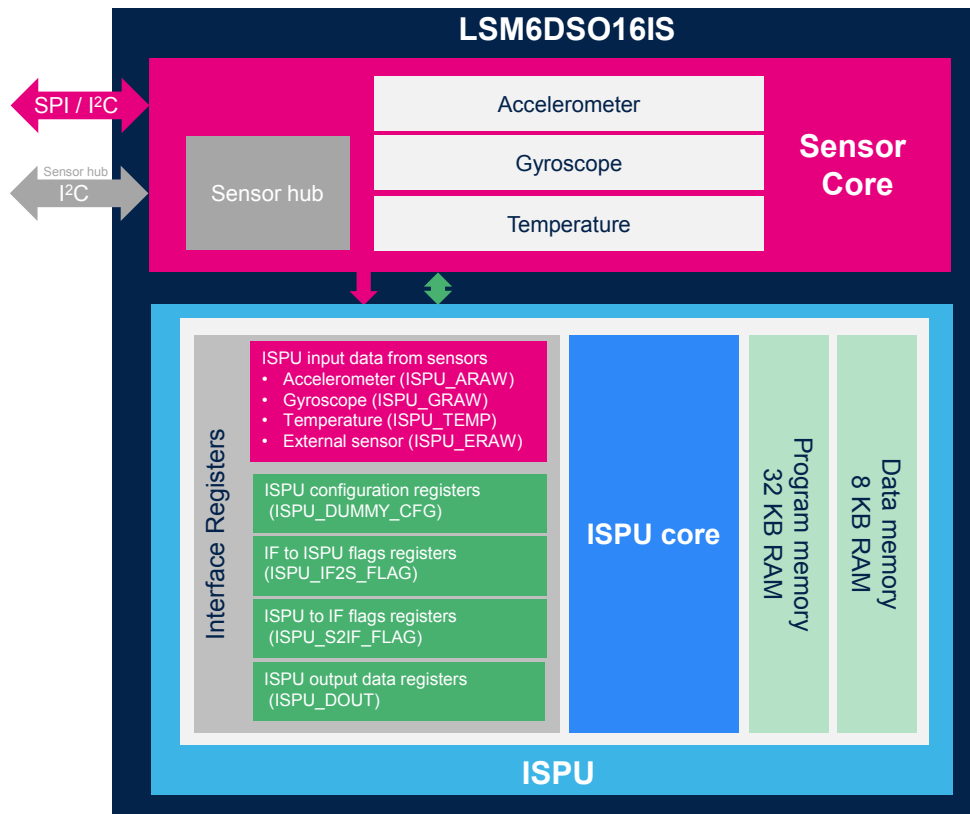 LSM6DSO16IS
SPI / I²C
Sensor hub
I²C
Sensor hub
Accelerometer
Gyroscope
Temperature
Sensor
Core
Interface Registers
ISPU input data from sensors
• Accelerometer (ISPU_ARAW)
• Gyroscope (ISPU_GRAW)
• Temperature (ISPU_TEMP)
• External sensor (ISPU_ERAW)
ISPU configuration registers
(ISPU_DUMMY_CFG)
IF to ISPU flags registers
(ISPU_IF2S_FLAG)
ISPU to IF flags registers
(ISPU_S2IF_FLAG)
ISPU output data registers
(ISPU_DOUT)
ISPU core
Program memory
32 KB RAM
Data memory
8 KB RAM
ISPU